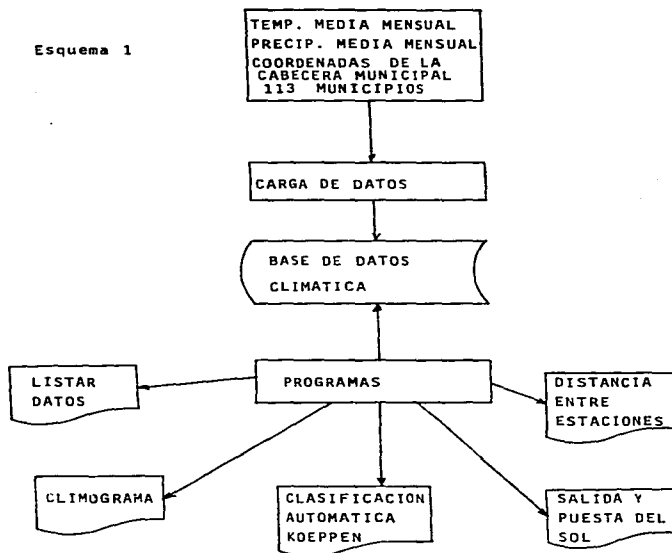 Esquema 1
TEMP. MEDIA MENSUAL
PRECIP. MEDIA MENSUAL
COORDENADAS DE LA
CABECERA MUNICIPAL
113 MUNICIPIOS
CARGA DE DATOS
BASE DE DATOS
CLIMATICA
LISTAR
DATOS
PROGRAMAS
DISTANCIA
ENTRE
ESTACIONES
CLIMOGRAMA
CLASIFICACION
AUTOMATICA
KOEPPEN
SALIDA Y
PUESTA DEL
SOL